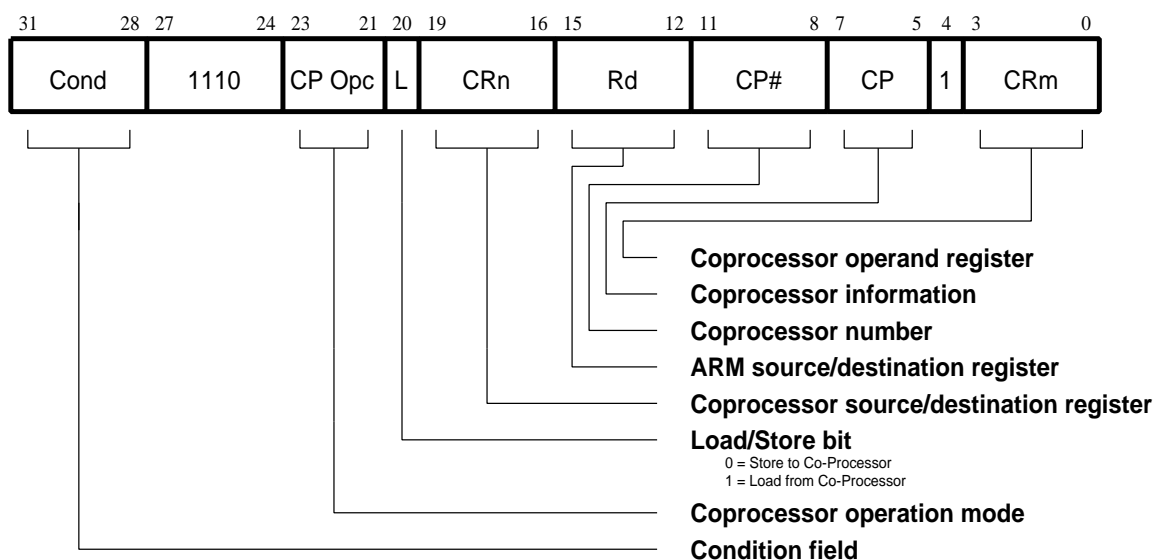 31 28 27 24 23 21 20 19 16 15 12 11 8 7 5 4 3 0
Cond 1110 CP Opc L CRn Rd CP# CP 1 CRm
Coprocessor operand register
Coprocessor information
Coprocessor number
ARM source/destination register
Coprocessor source/destination register
Load/Store bit
0 = Store to Co-Processor
1 = Load from Co-Processor
Coprocessor operation mode
Condition field